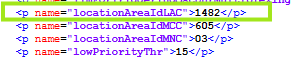 <p name="locationAreaIdLAC">1482</p>
<p name="locationAreaIdMCC">605</p>
<p name="locationAreaIdMNC">03</p>
<p name="lowPriorityThr">15</p>